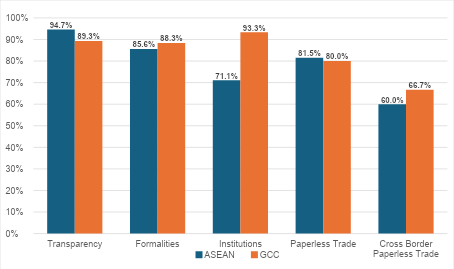 100%
90%
80%
70%
60%
50%
40%
30%
20%
10%
0%
94.7%
89.3%
85.6%
88.3%
71.1%
93.3%
81.5%
80.0%
60.0%
66.7%
Transparency
Formalities
Institutions
Paperless Trade
Cross Border
Paperless Trade
ASEAN
GCC